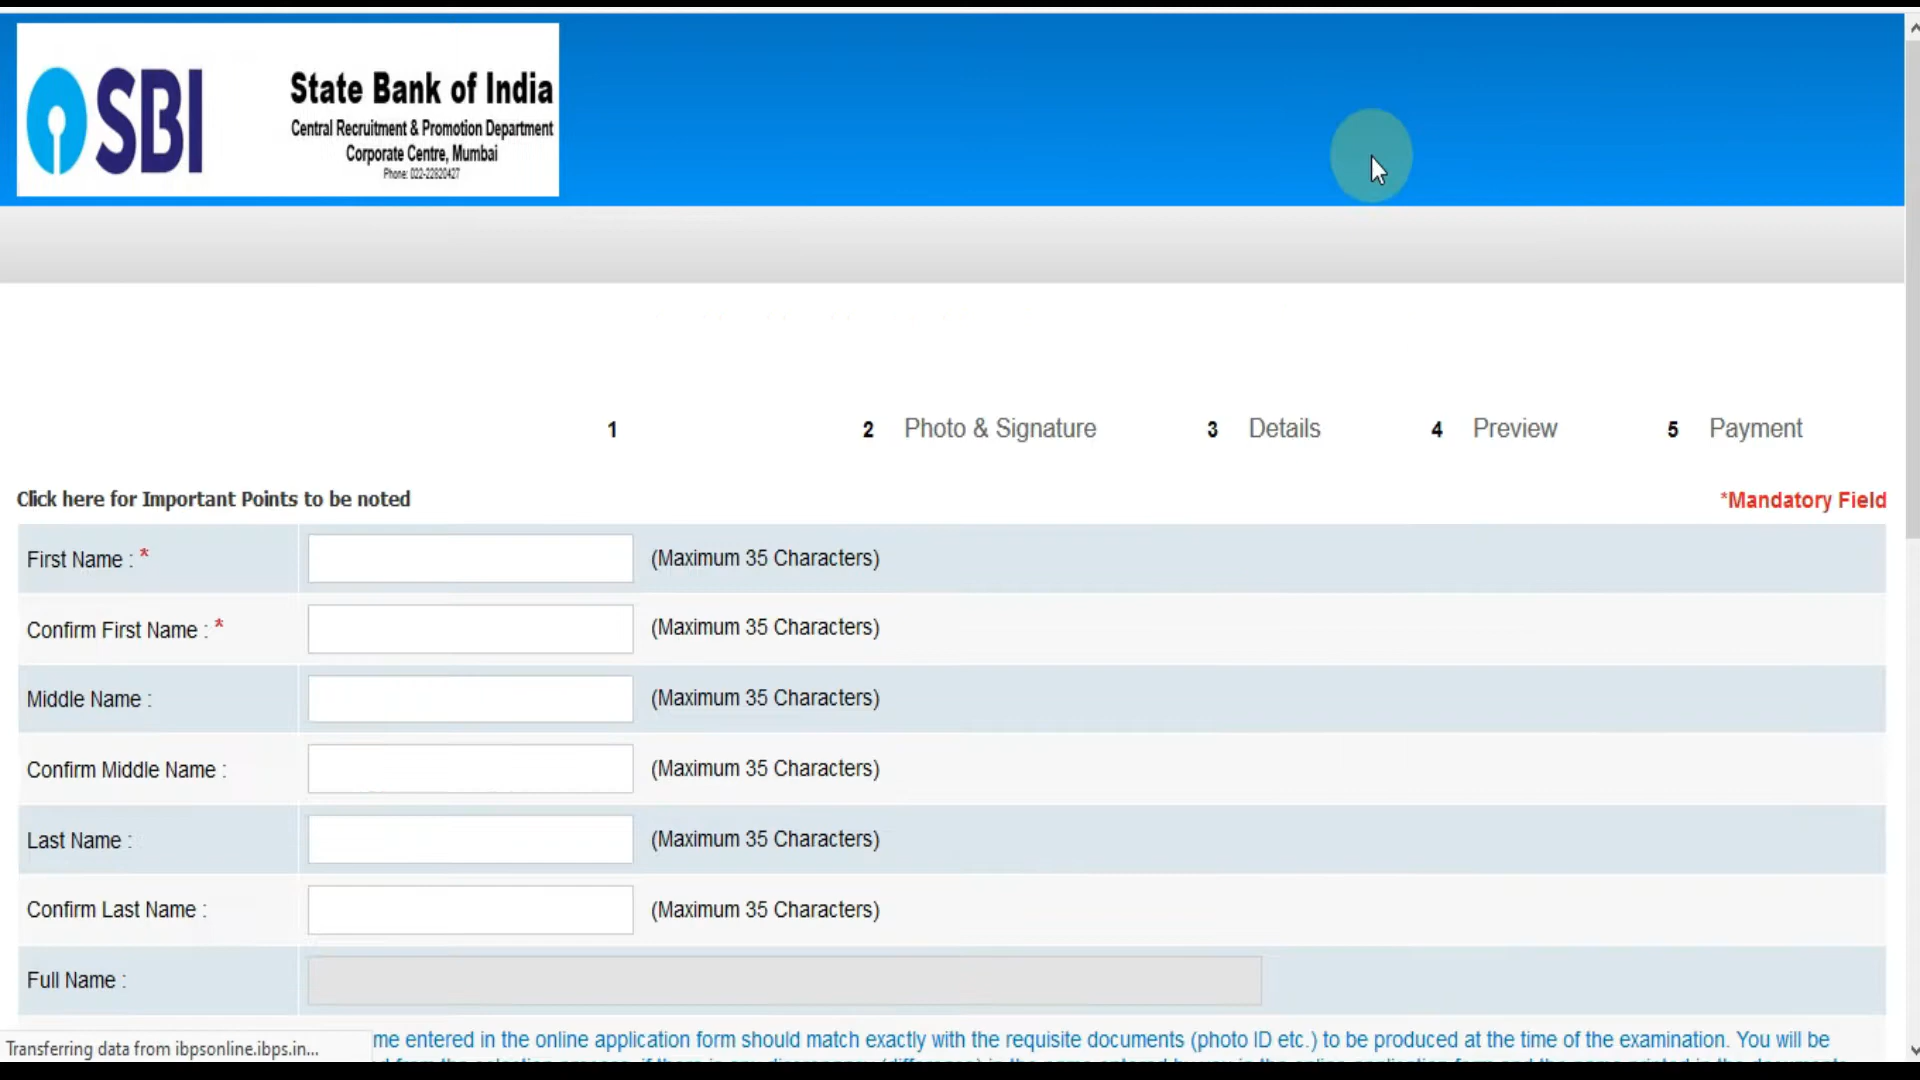 SBI
State Bank of India
Central Recruitment & Promotion Department
Corporate Centre, Mumbai
Phone: 022-22820427
1 2 Photo & Signature 3 Details 4 Preview 5 Payment
Click here for Important Points to be noted *Mandatory Field
First Name : * (Maximum 35 Characters)
Confirm First Name : * (Maximum 35 Characters)
Middle Name : (Maximum 35 Characters)
Confirm Middle Name : (Maximum 35 Characters)
Last Name : (Maximum 35 Characters)
Confirm Last Name : (Maximum 35 Characters)
Full Name :
me entered in the online application form should match exactly with the requisite documents (photo ID etc.) to be produced at the time of the examination. You will be
Transferring data from ibpsonline.ibps.in...